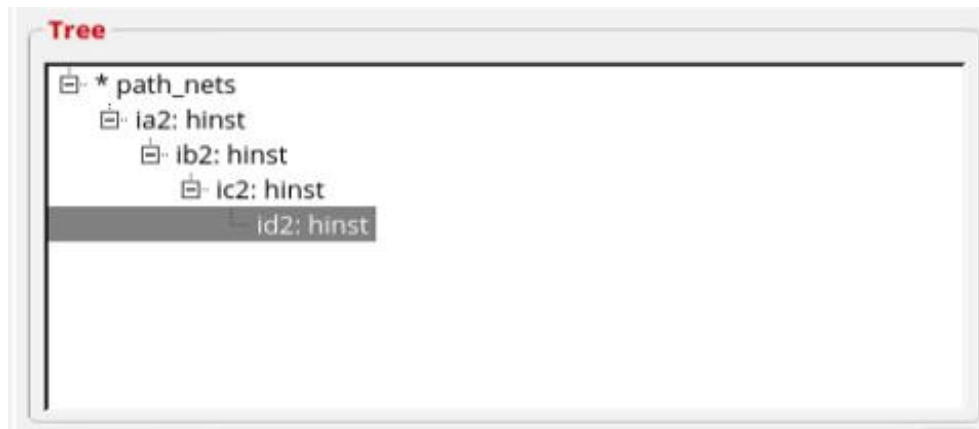 Tree
* path_nets
ia2: hinst
ib2: hinst
ic2: hinst
id2: hinst